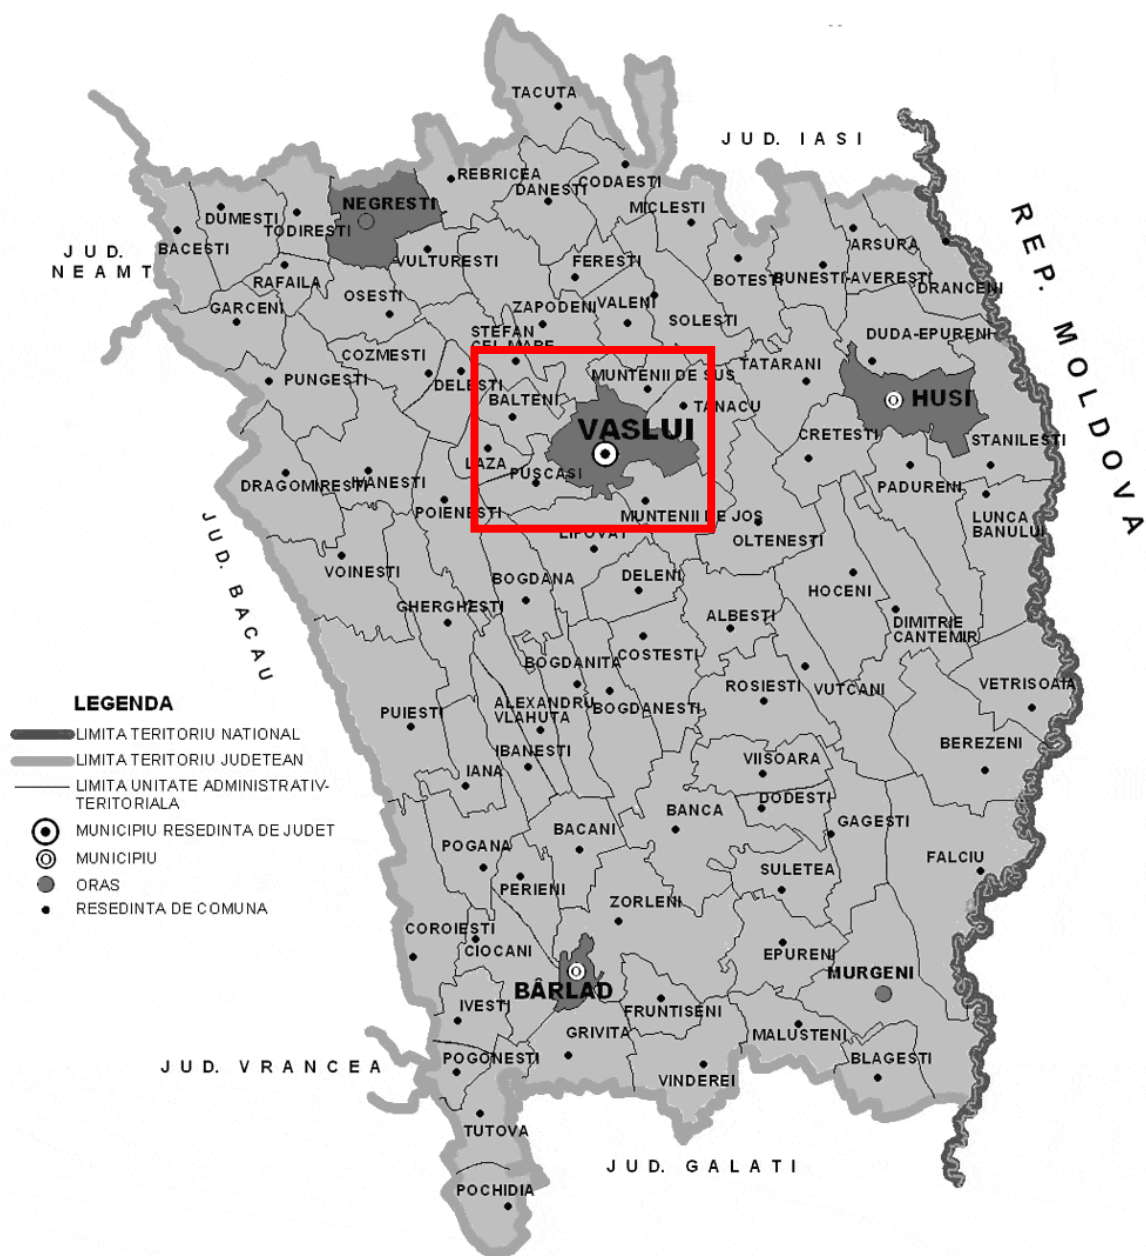 TACUTA
JUD. IASI
REBRICEA
DANESTI
CODAESTI
NEGRESTI
MICLESTI
DUMESTI
TODIRESTI
BACESTI
JUD.
NEAMT
ARSURA
VULTURESTI
FERESTI
RAFAILA
BOTESTI
BUNESTI-AVERESTI
DRANCENI
OSESTI
GARCENI
ZAPODENI
VALENI
SOLESTI
STEFAN
CEL MARE
DUDA-EPURENI
COZMESTI
TATARANI
PUNGESTI
DELESTI
MUNTENII DE SUS
BALTENI
TANACU
HUSI
VASLUI
CRETESTI
STANILESTI
LAZA
PUSCASI
DRAGOMIRESTI
IVANESTI
PADURENI
POIENESTI
MUNTENII DE JOS
LUNCA
BANULUI
LIPOVAT
OLTENESTI
REP. MOLDOVA
JUD. BACAU
VOINESTI
BOGDANA
DELENI
HOCENI
GHERGHESTI
ALBESTI
DIMITRIE
CANTEMIR
BOGDANITA
COSTESTI
ROSIESTI
VUTCANI
VETRISOAIA
ALEXANDRU
VLAHUTA
BOGDANESTI
PUIESTI
BEREZENI
IBANESTI
VIISOARA
IANA
DODESTI
BANCA
GAGESTI
BACANI
POGANA
FALCIU
SULETEA
PERIENI
ZORLENI
COROIESTI
CIOCANI
EPURENI
MURGENI
BÂRLAD
IVESTI
FRUNTISENI
GRIVITA
MALUSTENI
POGONESTI
BLAGESTI
VINDEREI
JUD. VRANCEA
TUTOVA
JUD. GALATI
POCHIDIA
LEGENDA
LIMITA TERITORIU NATIONAL
LIMITA TERITORIU JUDETEAN
LIMITA UNITATE ADMINISTRATIV-
TERITORIALA
MUNICIPIU RESEDINTA DE JUDET
MUNICIPIU
ORAS
RESEDINTA DE COMUNA